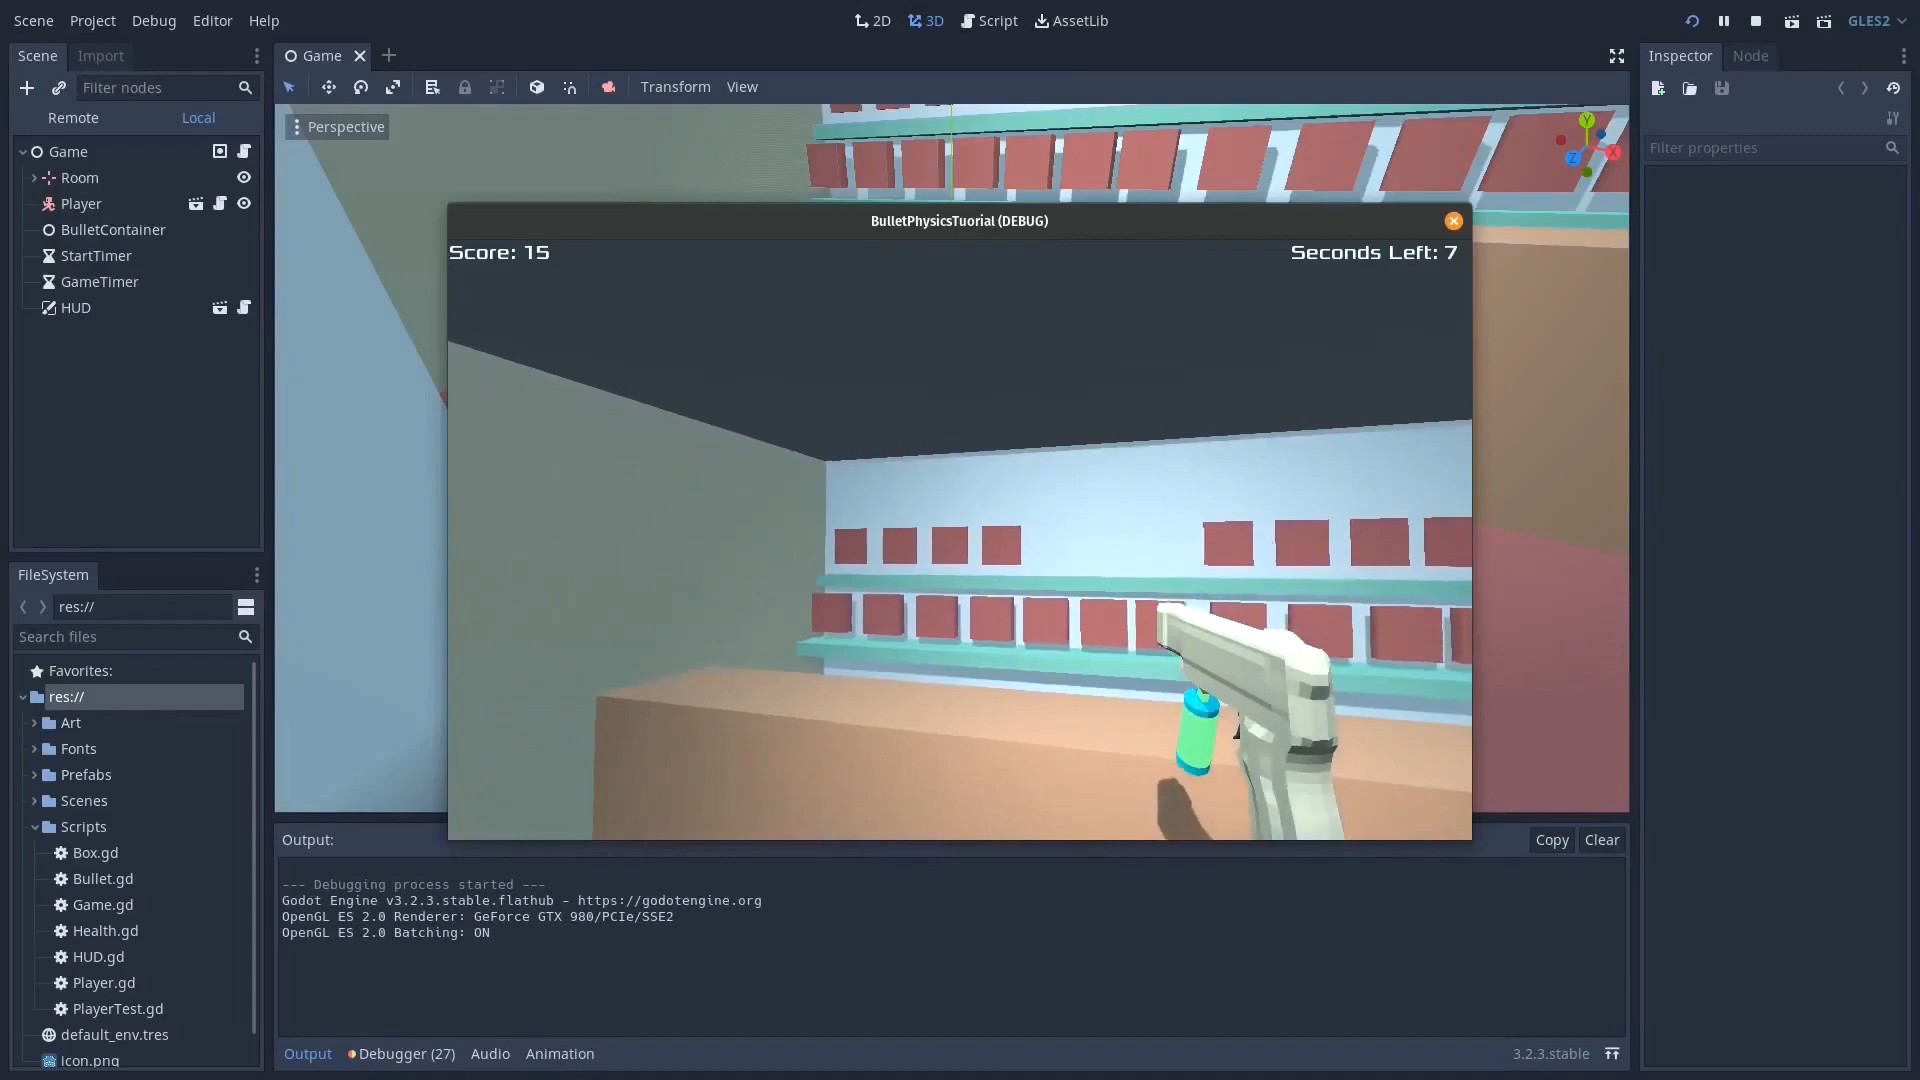 Scene Project Debug Editor Help
2D 3D Script AssetLib
GLES2
Scene Import
Filter nodes
Remote Local
Game
Room
Player
BulletContainer
StartTimer
GameTimer
HUD
Game
Transform View
Perspective
Y
X
Z
BulletPhysicsTuorial (DEBUG)
Score: 15
Seconds Left: 7
Inspector Node
Filter properties
FileSystem
res://
Search files
Favorites:
res://
Art
Fonts
Prefabs
Scenes
Scripts
Box.gd
Bullet.gd
Game.gd
Health.gd
HUD.gd
Player.gd
PlayerTest.gd
default_env.tres
icon.png
Output:
Copy Clear
--- Debugging process started ---
Godot Engine v3.2.3.stable.flathub - https://godotengine.org
OpenGL ES 2.0 Renderer: GeForce GTX 980/PCIe/SSE2
OpenGL ES 2.0 Batching: ON
Output Debugger (27) Audio Animation
3.2.3.stable